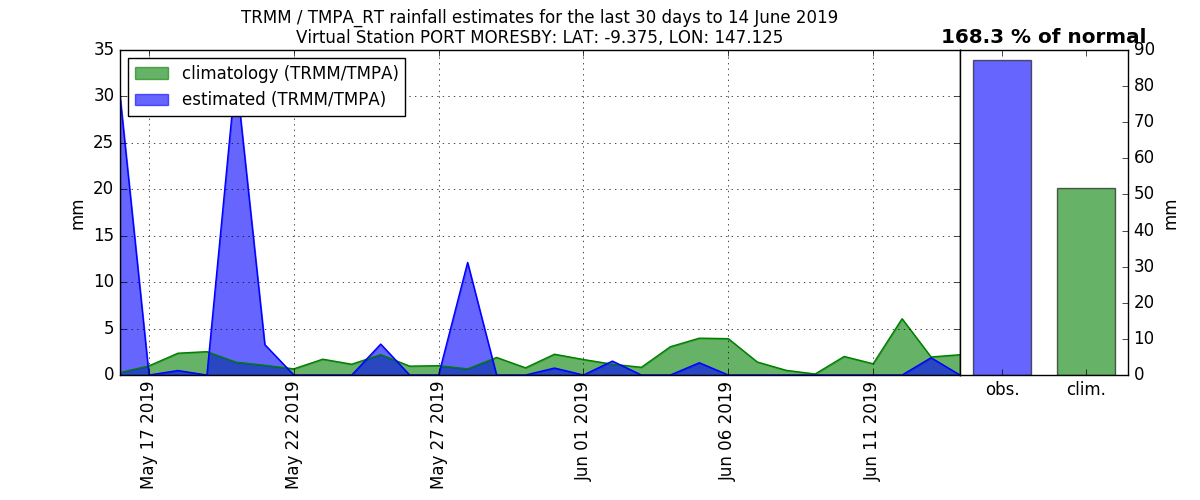 TRMM / TMPA_RT rainfall estimates for the last 30 days to 14 June 2019
Virtual Station PORT MORESBY: LAT: -9.375, LON: 147.125
168.3 % of normal
climatology (TRMM/TMPA)
estimated (TRMM/TMPA)
mm
35
30
25
20
15
10
5
0
May 17 2019
May 22 2019
May 27 2019
Jun 01 2019
Jun 06 2019
Jun 11 2019
obs.
clim.
90
80
70
60
50
40
30
20
10
0
mm